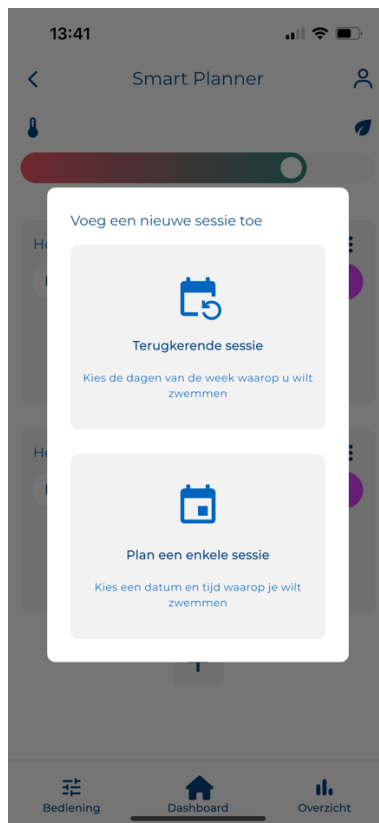 13:41
Smart Planner
Voeg een nieuwe sessie toe
Terugkerende sessie
Kies de dagen van de week waarop u wilt
zwemmen
Plan een enkele sessie
Kies een datum en tijd waarop je wilt
zwemmen
Bediening
Dashboard
Overzicht